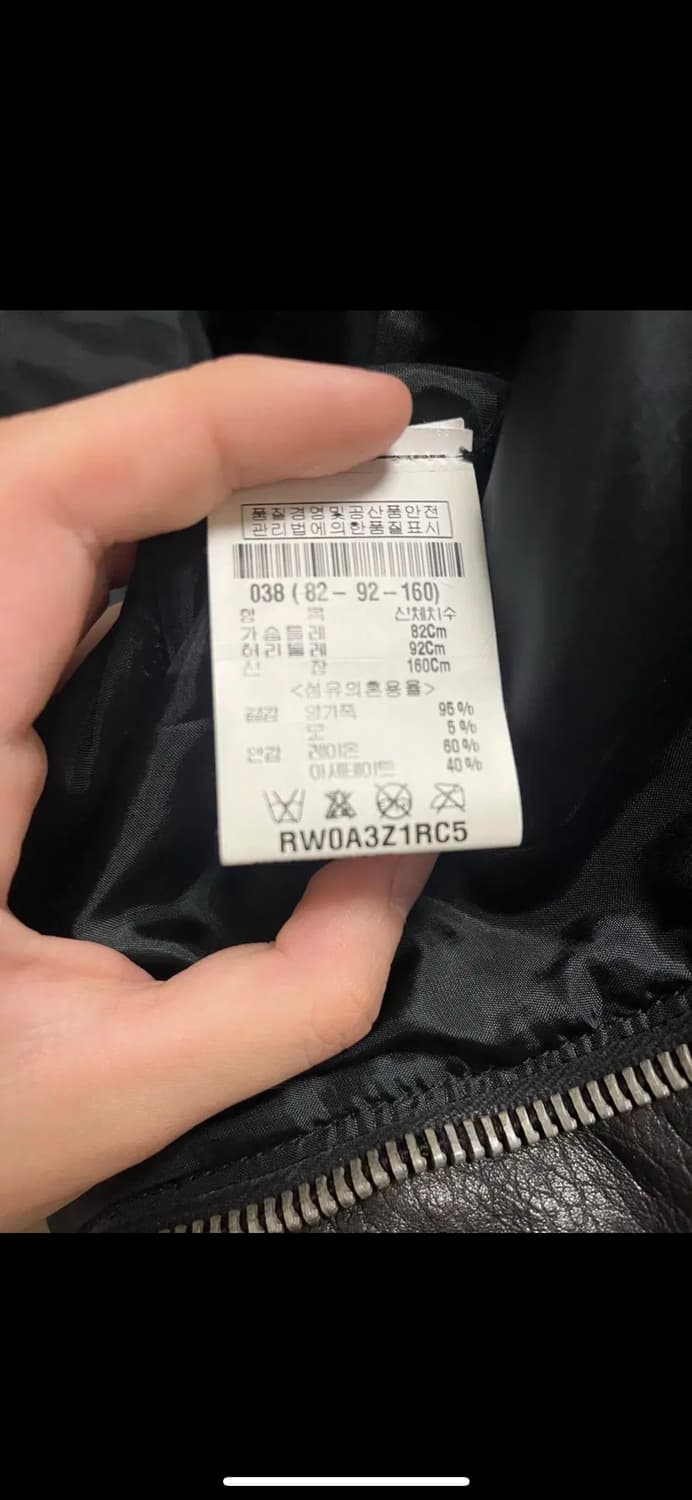 품질경영및공산품안전
관리법에의한품질표시
038 ( 82 - 92 - 160)
항 목 신체치수
가슴둘레 82Cm
허리둘레 92Cm
신 장 160Cm
<섬유의혼용율>
겉감 양가죽 95%
모 5%
안감 레이온 60%
아세테이트 40%
RW0A3Z1RC5